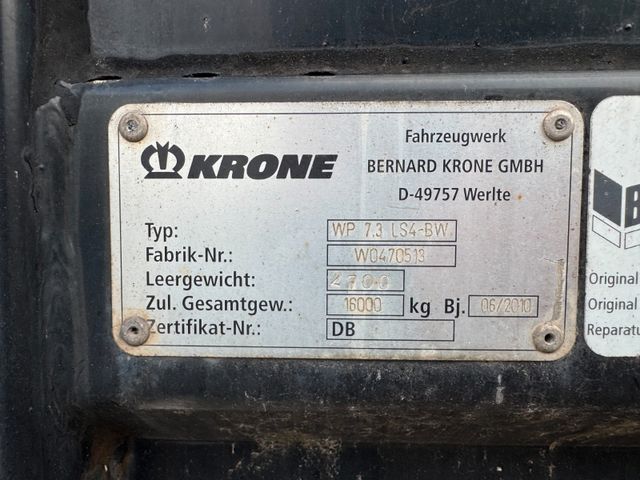 KRONE
Fahrzeugwerk
BERNARD KRONE GMBH
D-49757 Werlte
Typ: WP 7.3 LS4-BW
Fabrik-Nr.: W0470513
Leergewicht: 4700
Zul. Gesamtgew.: 16000 kg Bj. 06/2010
Zertifikat-Nr.: DB
Original
Original
Reparatu